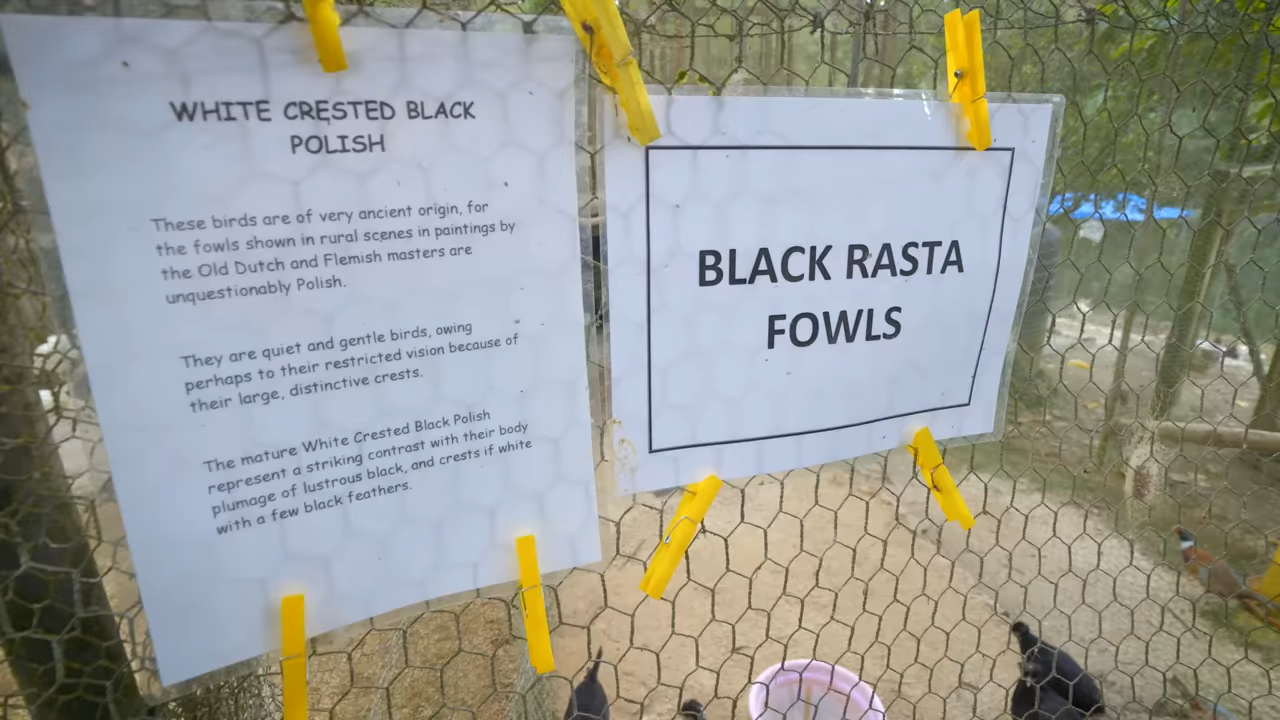 WHITE CRESTED BLACK
POLISH
These birds are of very ancient origin, for
the fowls shown in rural scenes in paintings by
the Old Dutch and Flemish masters are
unquestionably Polish.
They are quiet and gentle birds, owing
perhaps to their restricted vision because of
their large, distinctive crests.
The mature White Crested Black Polish
represent a striking contrast with their body
plumage of lustrous black, and crests if white
with a few black feathers.
BLACK RASTA
FOWLS